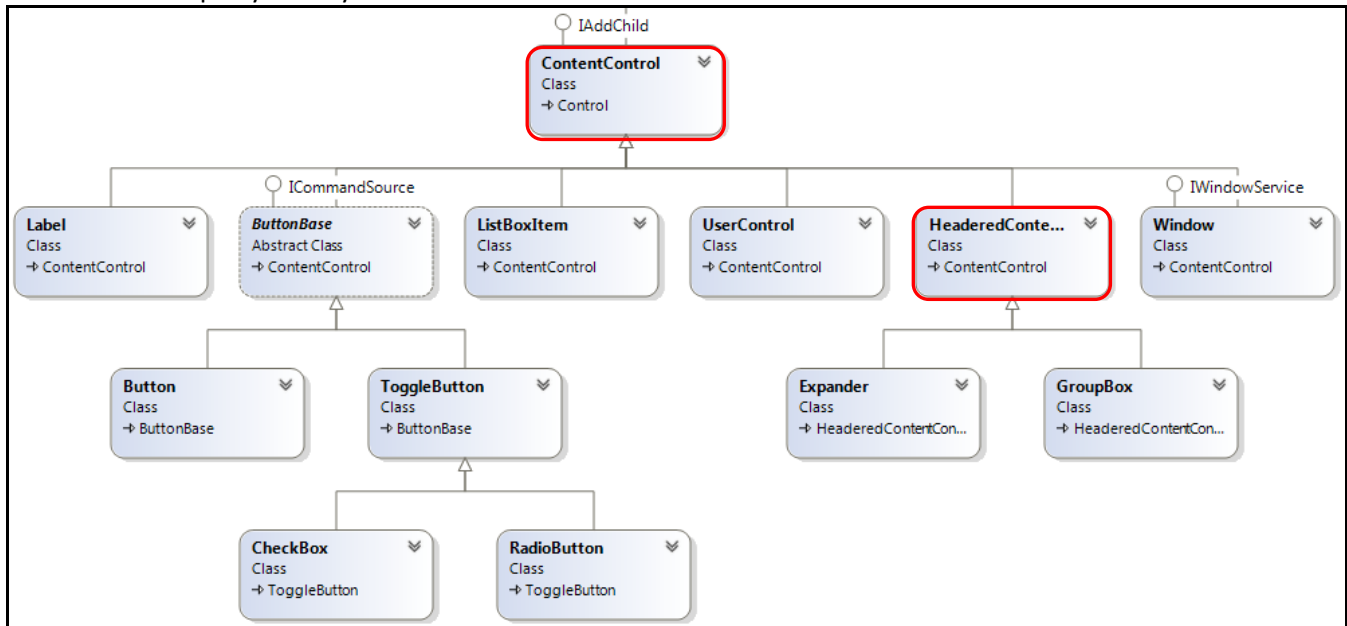 IAddChild
ContentControl
Class
Control
ICommandSource
IWindowService
Label
Class
ContentControl
ButtonBase
Abstract Class
ContentControl
ListBoxItem
Class
ContentControl
UserControl
Class
ContentControl
HeaderedConte...
Class
ContentControl
Window
Class
ContentControl
Button
Class
ButtonBase
ToggleButton
Class
ButtonBase
Expander
Class
HeaderedContentCon...
GroupBox
Class
HeaderedContentCon...
CheckBox
Class
ToggleButton
RadioButton
Class
ToggleButton